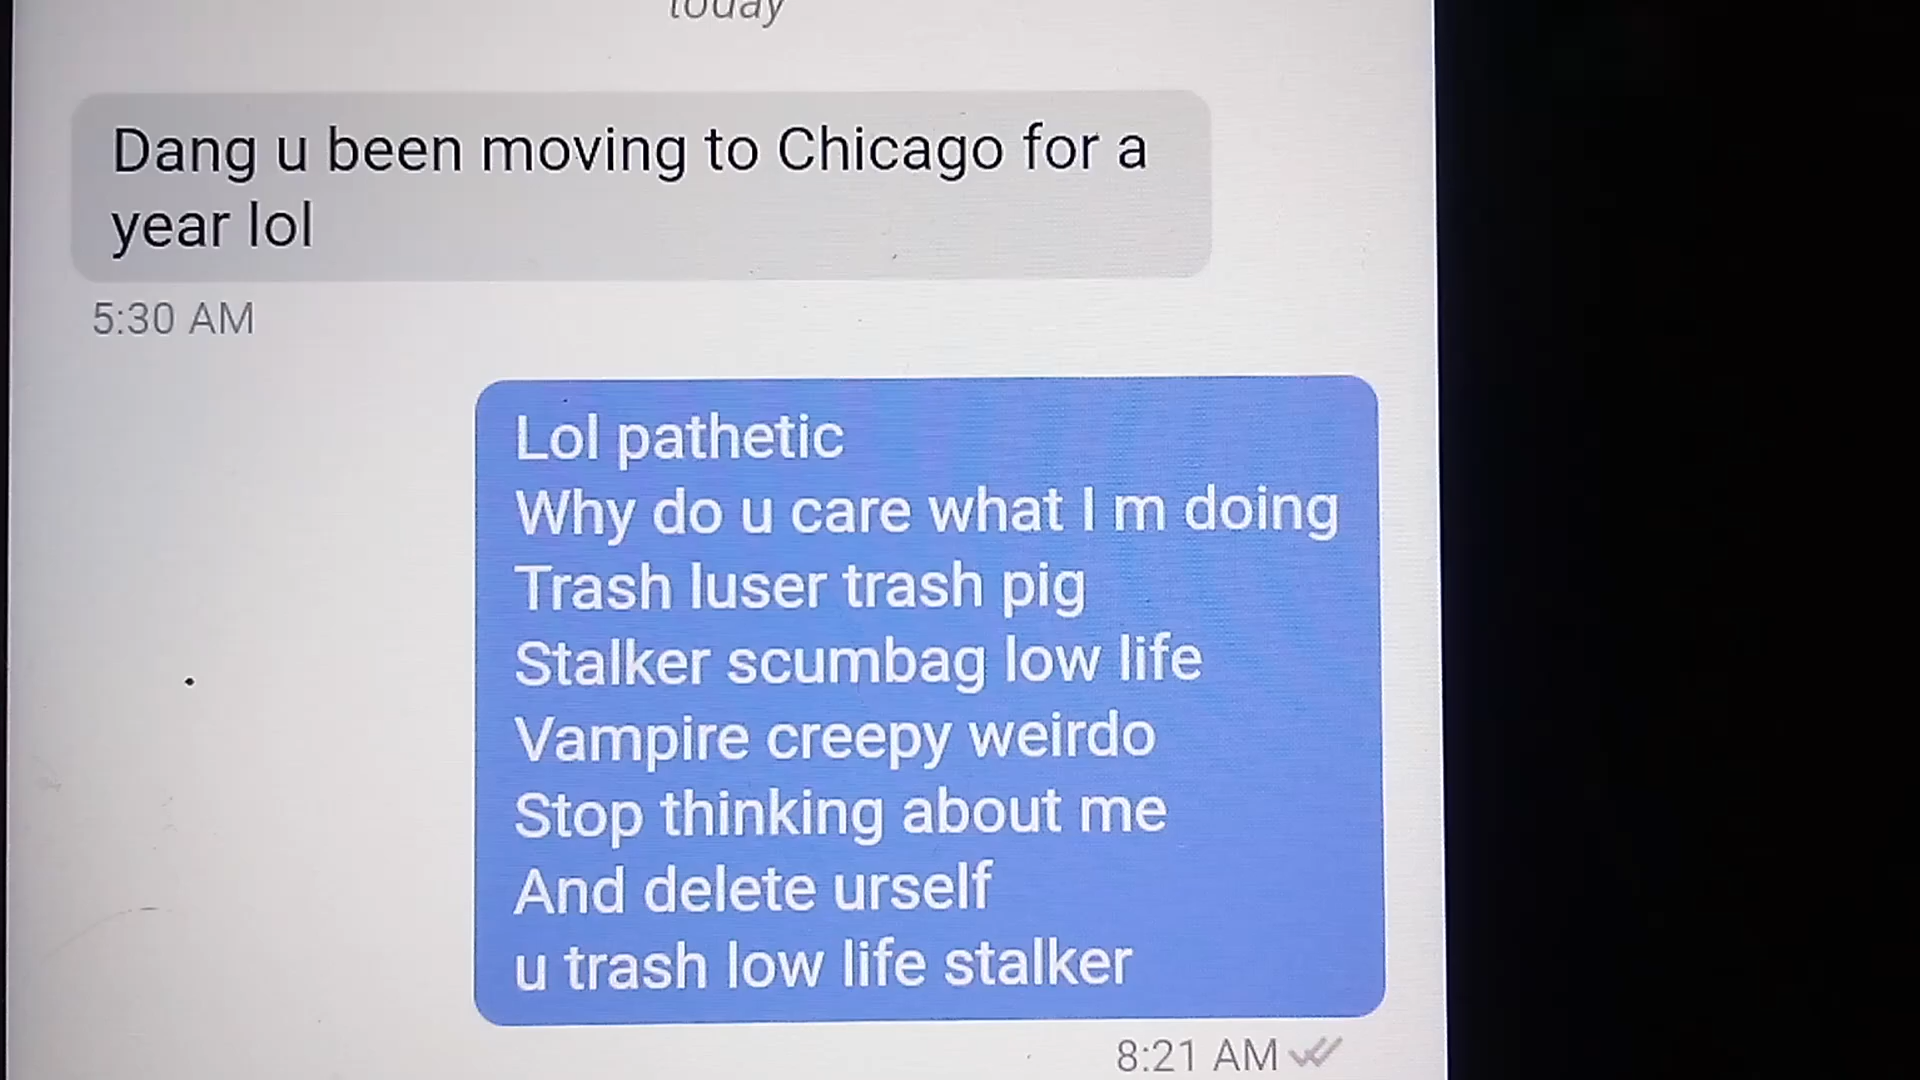 today
Dang u been moving to Chicago for a
year lol
5:30 AM
Lol pathetic
Why do u care what I m doing
Trash luser trash pig
Stalker scumbag low life
Vampire creepy weirdo
Stop thinking about me
And delete urself
u trash low life stalker
8:21 AM